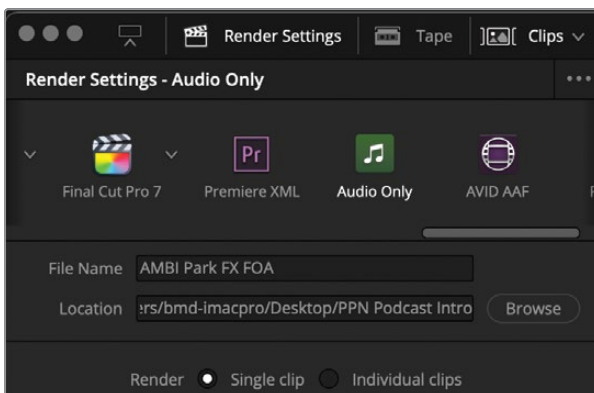 Render Settings Tape Clips
Render Settings - Audio Only
Pr
Final Cut Pro 7 Premiere XML Audio Only AVID AAF
File Name AMBI Park FX FOA
Location ers/bmd-imacpro/Desktop/PPN Podcast Intro Browse
Render Single clip Individual clips